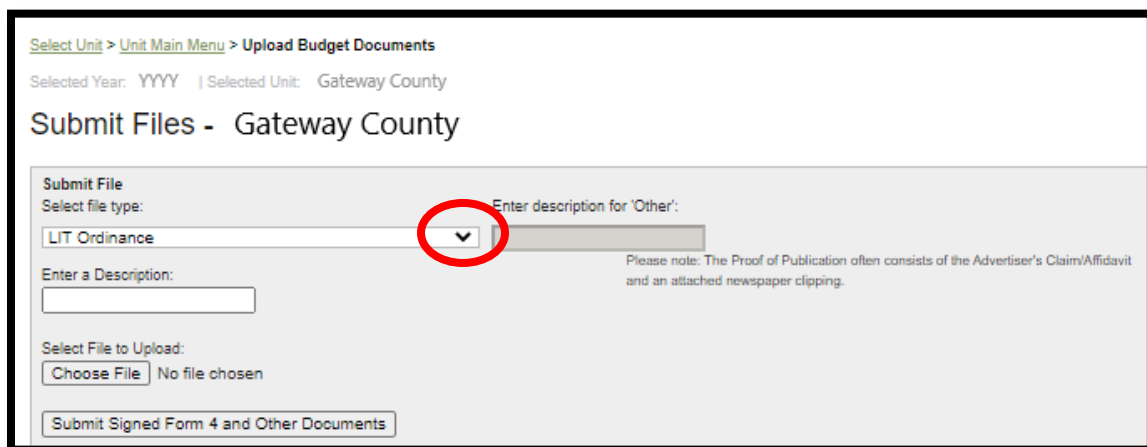 Select Unit > Unit Main Menu > Upload Budget Documents
Selected Year: YYYY | Selected Unit: Gateway County
Submit Files - Gateway County
Submit File
Select file type:
Enter description for 'Other':
LIT Ordinance
Please note: The Proof of Publication often consists of the Advertiser's Claim/Affidavit
and an attached newspaper clipping.
Enter a Description:
Select File to Upload:
Choose File No file chosen
Submit Signed Form 4 and Other Documents